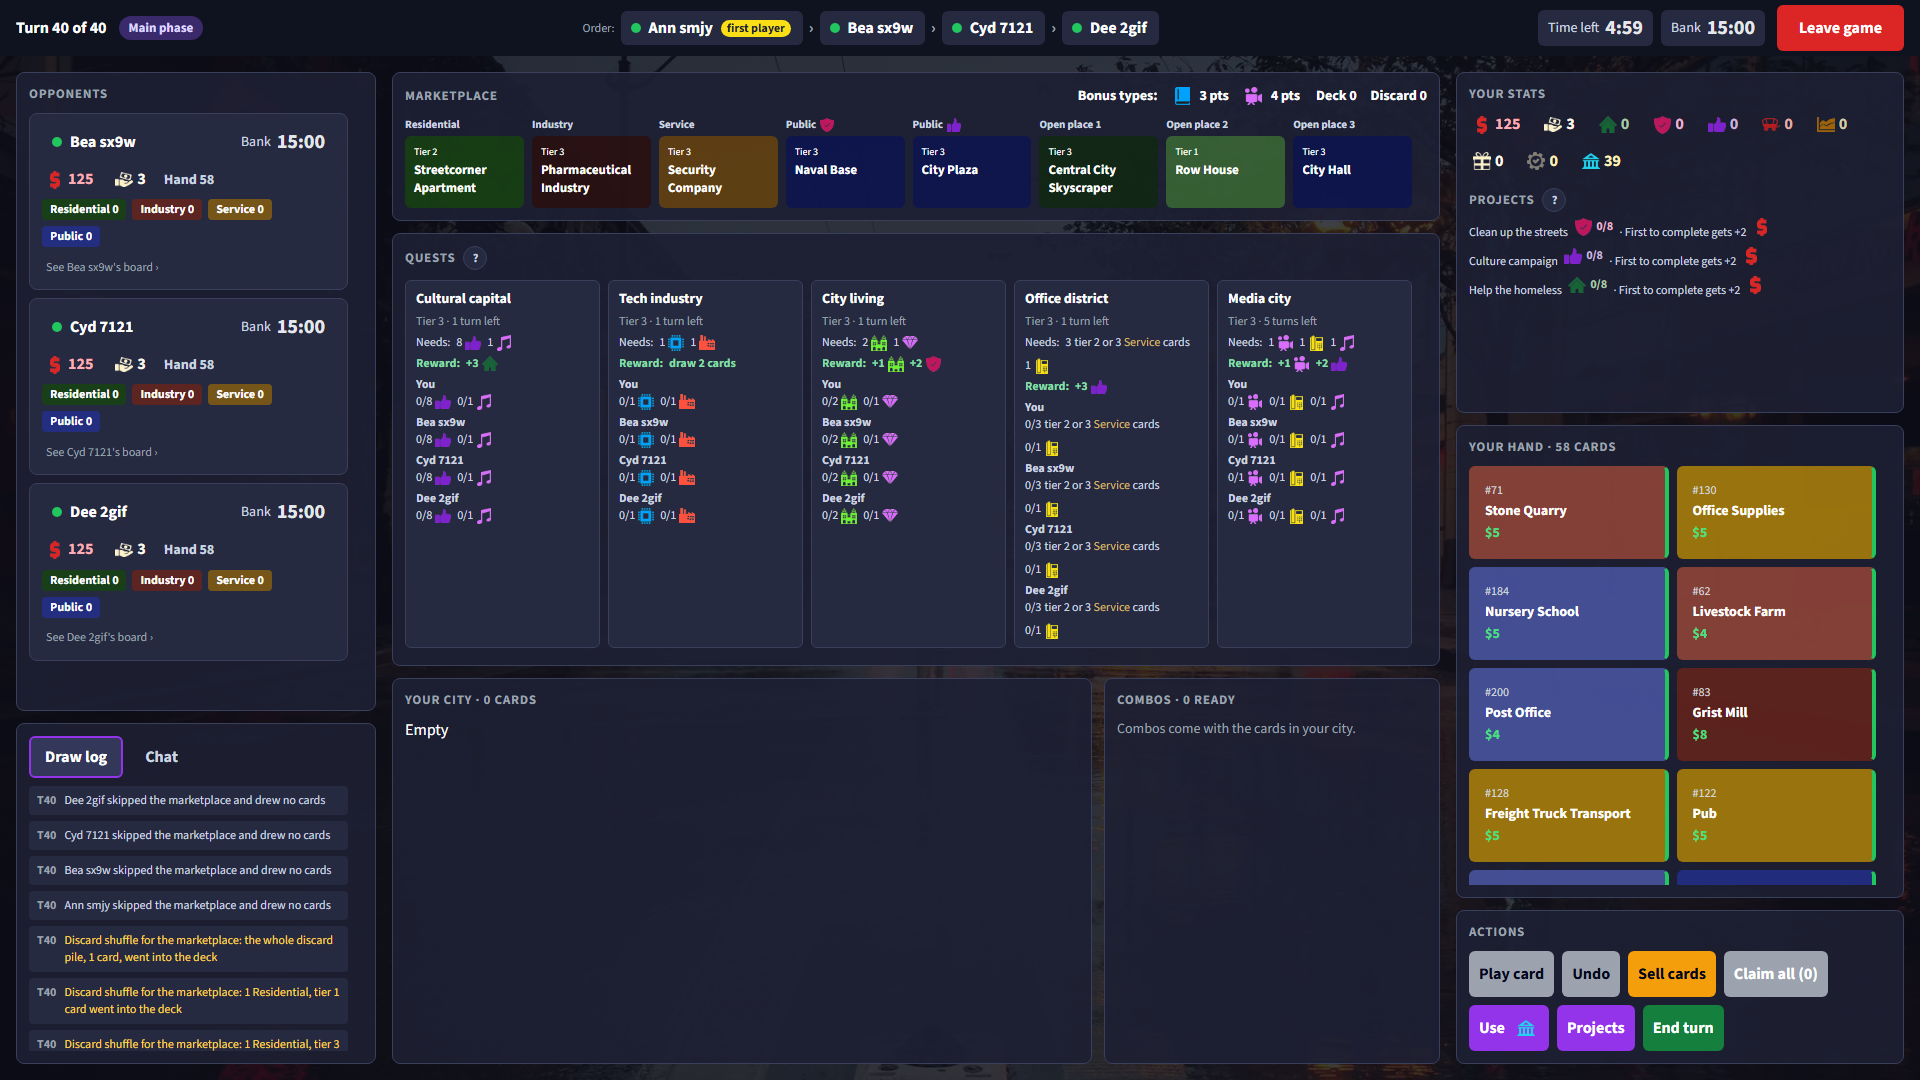 Turn 40 of 40
Main phase
Order:
Ann smjy first player › Bea sx9w › Cyd 7121 › Dee 2gif
Time left 4:59
Bank 15:00
Leave game
OPPONENTS
Bea sx9w
Bank 15:00
125 3 Hand 58
Residential 0 Industry 0 Service 0
Public 0
See Bea sx9w's board ›
Cyd 7121
Bank 15:00
125 3 Hand 58
Residential 0 Industry 0 Service 0
Public 0
See Cyd 7121's board ›
Dee 2gif
Bank 15:00
125 3 Hand 58
Residential 0 Industry 0 Service 0
Public 0
See Dee 2gif's board ›
Draw log
Chat
T40 Dee 2gif skipped the marketplace and drew no cards
T40 Cyd 7121 skipped the marketplace and drew no cards
T40 Bea sx9w skipped the marketplace and drew no cards
T40 Ann smjy skipped the marketplace and drew no cards
T40 Discard shuffle for the marketplace: the whole discard
pile, 1 card, went into the deck
T40 Discard shuffle for the marketplace: 1 Residential, tier 1
card went into the deck
T40 Discard shuffle for the marketplace: 1 Residential, tier 3
MARKETPLACE
Bonus types: 3 pts 4 pts Deck 0 Discard 0
Residential
Tier 2
Streetcorner
Apartment
Industry
Tier 3
Pharmaceutical
Industry
Service
Tier 3
Security
Company
Public
Tier 3
Naval Base
Public
Tier 3
City Plaza
Open place 1
Tier 3
Central City
Skyscraper
Open place 2
Tier 1
Row House
Open place 3
Tier 3
City Hall
QUESTS ?
Cultural capital
Tier 3 · 1 turn left
Needs: 8 1
Reward: +3
You
0/8 0/1
Bea sx9w
0/8 0/1
Cyd 7121
0/8 0/1
Dee 2gif
0/8 0/1
Tech industry
Tier 3 · 1 turn left
Needs: 1 1
Reward: draw 2 cards
You
0/1 0/1
Bea sx9w
0/1 0/1
Cyd 7121
0/1 0/1
Dee 2gif
0/1 0/1
City living
Tier 3 · 1 turn left
Needs: 2 1
Reward: +1 +2
You
0/2 0/1
Bea sx9w
0/2 0/1
Cyd 7121
0/2 0/1
Dee 2gif
0/2 0/1
Office district
Tier 3 · 1 turn left
Needs: 3 tier 2 or 3 Service cards
1
Reward: +3
You
0/3 tier 2 or 3 Service cards
0/1
Bea sx9w
0/3 tier 2 or 3 Service cards
0/1
Cyd 7121
0/3 tier 2 or 3 Service cards
0/1
Dee 2gif
0/3 tier 2 or 3 Service cards
0/1
Media city
Tier 3 · 5 turns left
Needs: 1 1 1
Reward: +1 +2
You
0/1 0/1 0/1
Bea sx9w
0/1 0/1 0/1
Cyd 7121
0/1 0/1 0/1
Dee 2gif
0/1 0/1 0/1
YOUR CITY · 0 CARDS
Empty
COMBOS · 0 READY
Combos come with the cards in your city.
YOUR STATS
125 3 0 0 0 0 0
0 0 39
PROJECTS ?
Clean up the streets 0/8 · First to complete gets +2
Culture campaign 0/8 · First to complete gets +2
Help the homeless 0/8 · First to complete gets +2
YOUR HAND · 58 CARDS
#71
Stone Quarry
$5
#130
Office Supplies
$5
#184
Nursery School
$5
#62
Livestock Farm
$4
#200
Post Office
$4
#83
Grist Mill
$8
#128
Freight Truck Transport
$5
#122
Pub
$5
ACTIONS
Play card
Undo
Sell cards
Claim all (0)
Use
Projects
End turn